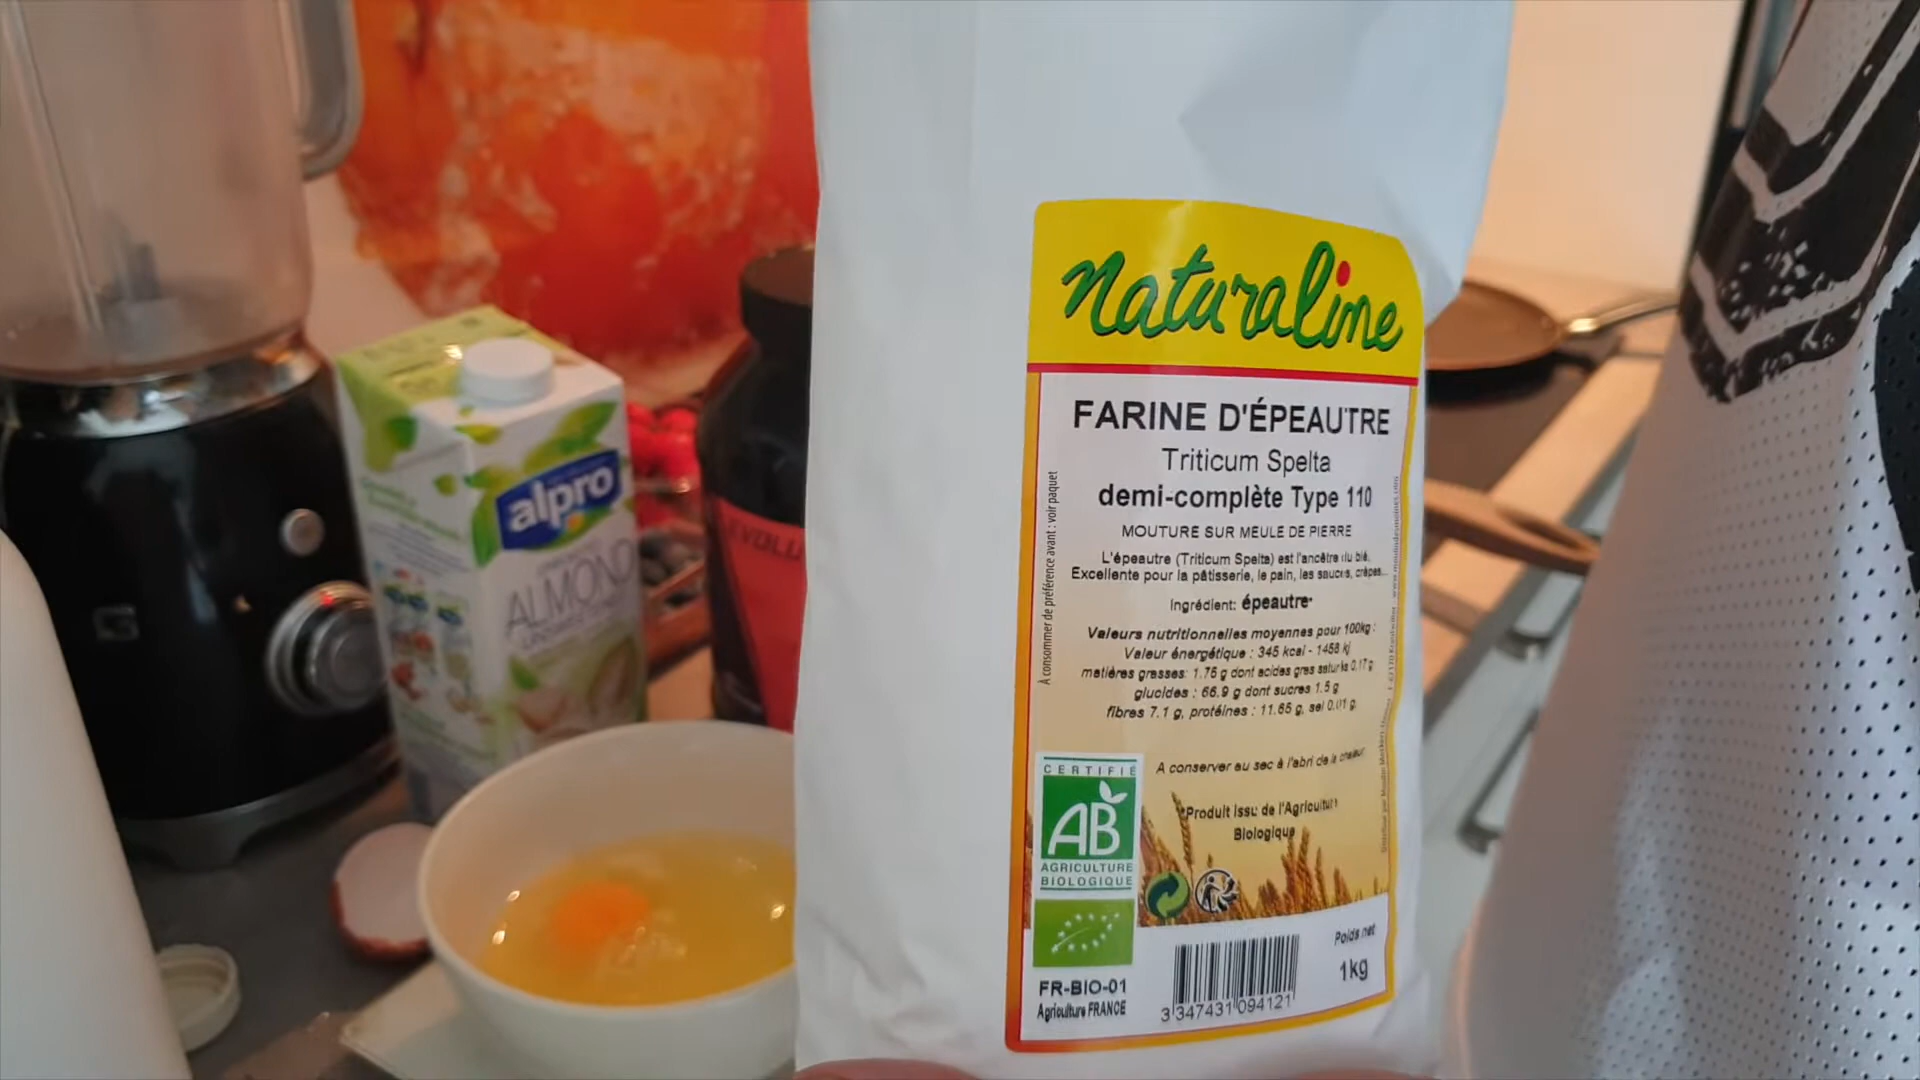 naturaline
FARINE D'ÉPEAUTRE
Triticum Spelta
demi-complète Type 110
MOUTURE SUR MEULE DE PIERRE
L'épeautre (Triticum Spelta) est l'ancêtre du blé.
Excellente pour la pâtisserie, le pain, les sauces, crêpes...
Ingrédient: épeautre*
Valeurs nutritionnelles moyennes pour 100kg :
Valeur énergétique : 345 kcal - 1458 kj
matières grasses: 1.75 g dont acides gras saturés 0.17 g
glucides : 66.9 g dont sucres 1.5 g
fibres 7.1 g, protéines : 11.65 g, sel 0.01 g
A conserver au sec à l'abri de la chaleur
*Produit issu de l'Agriculture
Biologique
À consommer de préférence avant : voir paquet
CERTIFIÉ
AB
AGRICULTURE
BIOLOGIQUE
FR-BIO-01
Agriculture FRANCE
Poids net
1kg
3 347431 094121
alpro
ALMOND
EVOLU